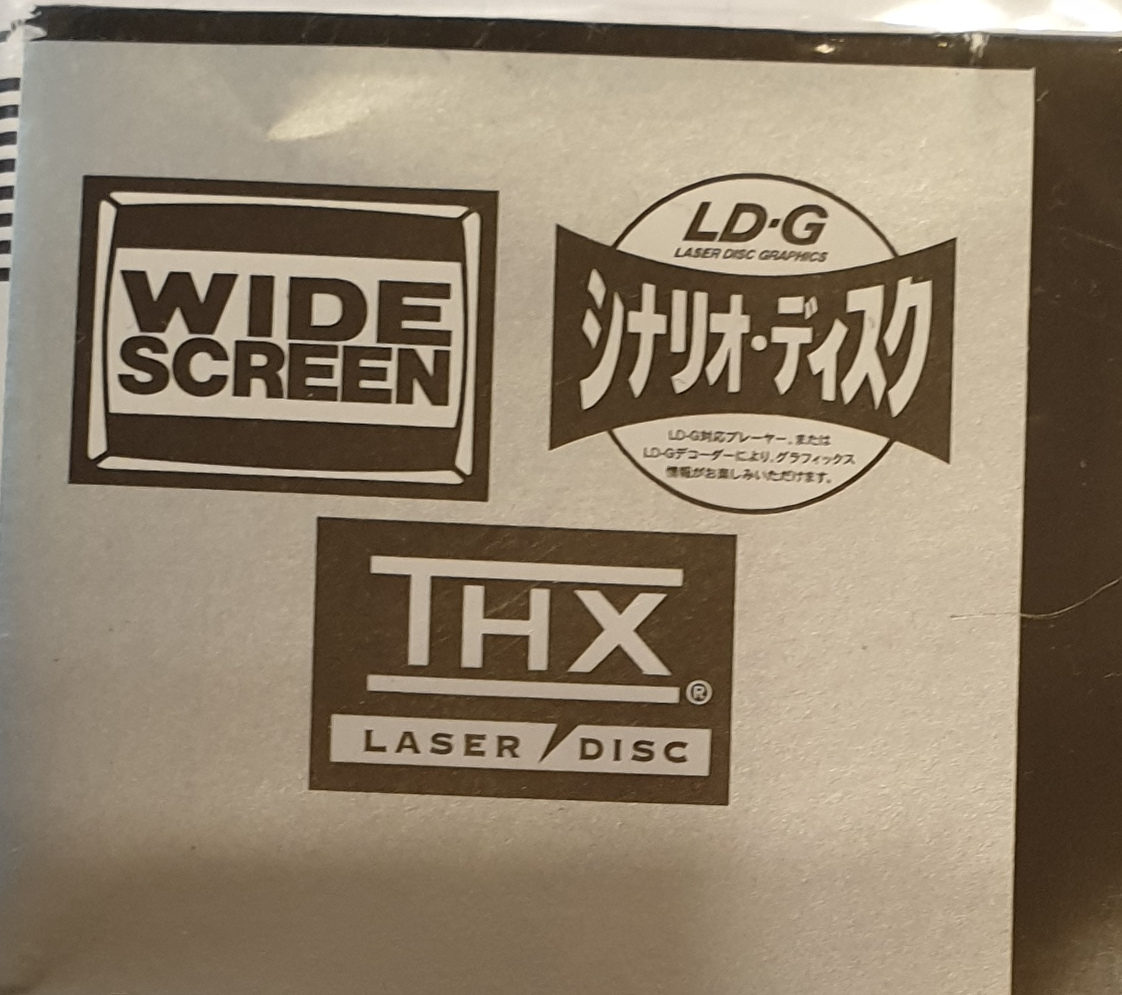 WIDE
SCREEN
LD·G
LASER DISC GRAPHICS
シナリオ・ディスク
LD-G対応プレーヤー、または
LD-Gデコーダーにより、グラフィックス
情報がお楽しみいただけます。
THX
®
LASER DISC